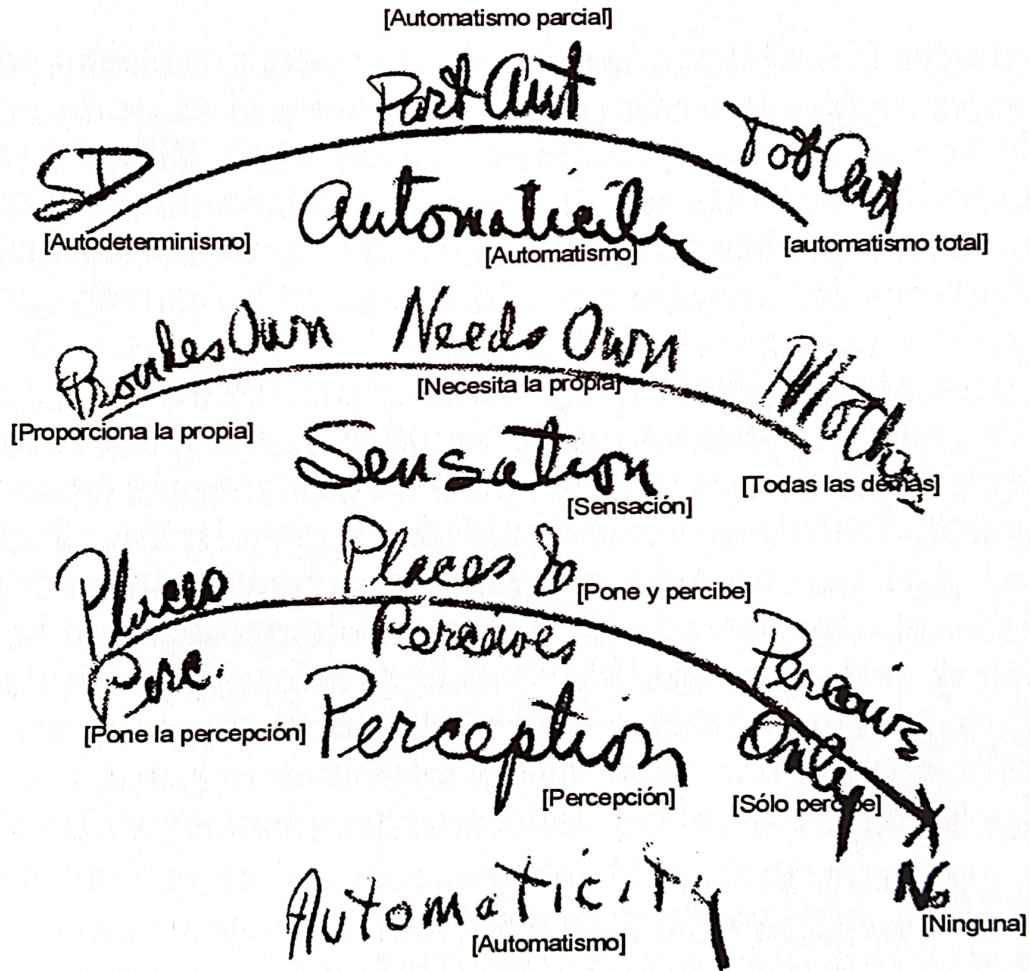 [Automatismo parcial]
Part Aut
SD
Tot Aut
[Autodeterminismo]
Automaticity
[Automatismo]
[automatismo total]
Provides Own
Needs Own
All Others
[Necesita la propia]
[Proporciona la propia]
Sensation
[Sensación]
[Todas las demás]
Places
Perc.
Places &
[Pone y percibe]
Perceives
Perceives
Only
[Pone la percepción]
Perception
[Percepción]
[Sólo percibe]
No
[Ninguna]
Automaticity
[Automatismo]